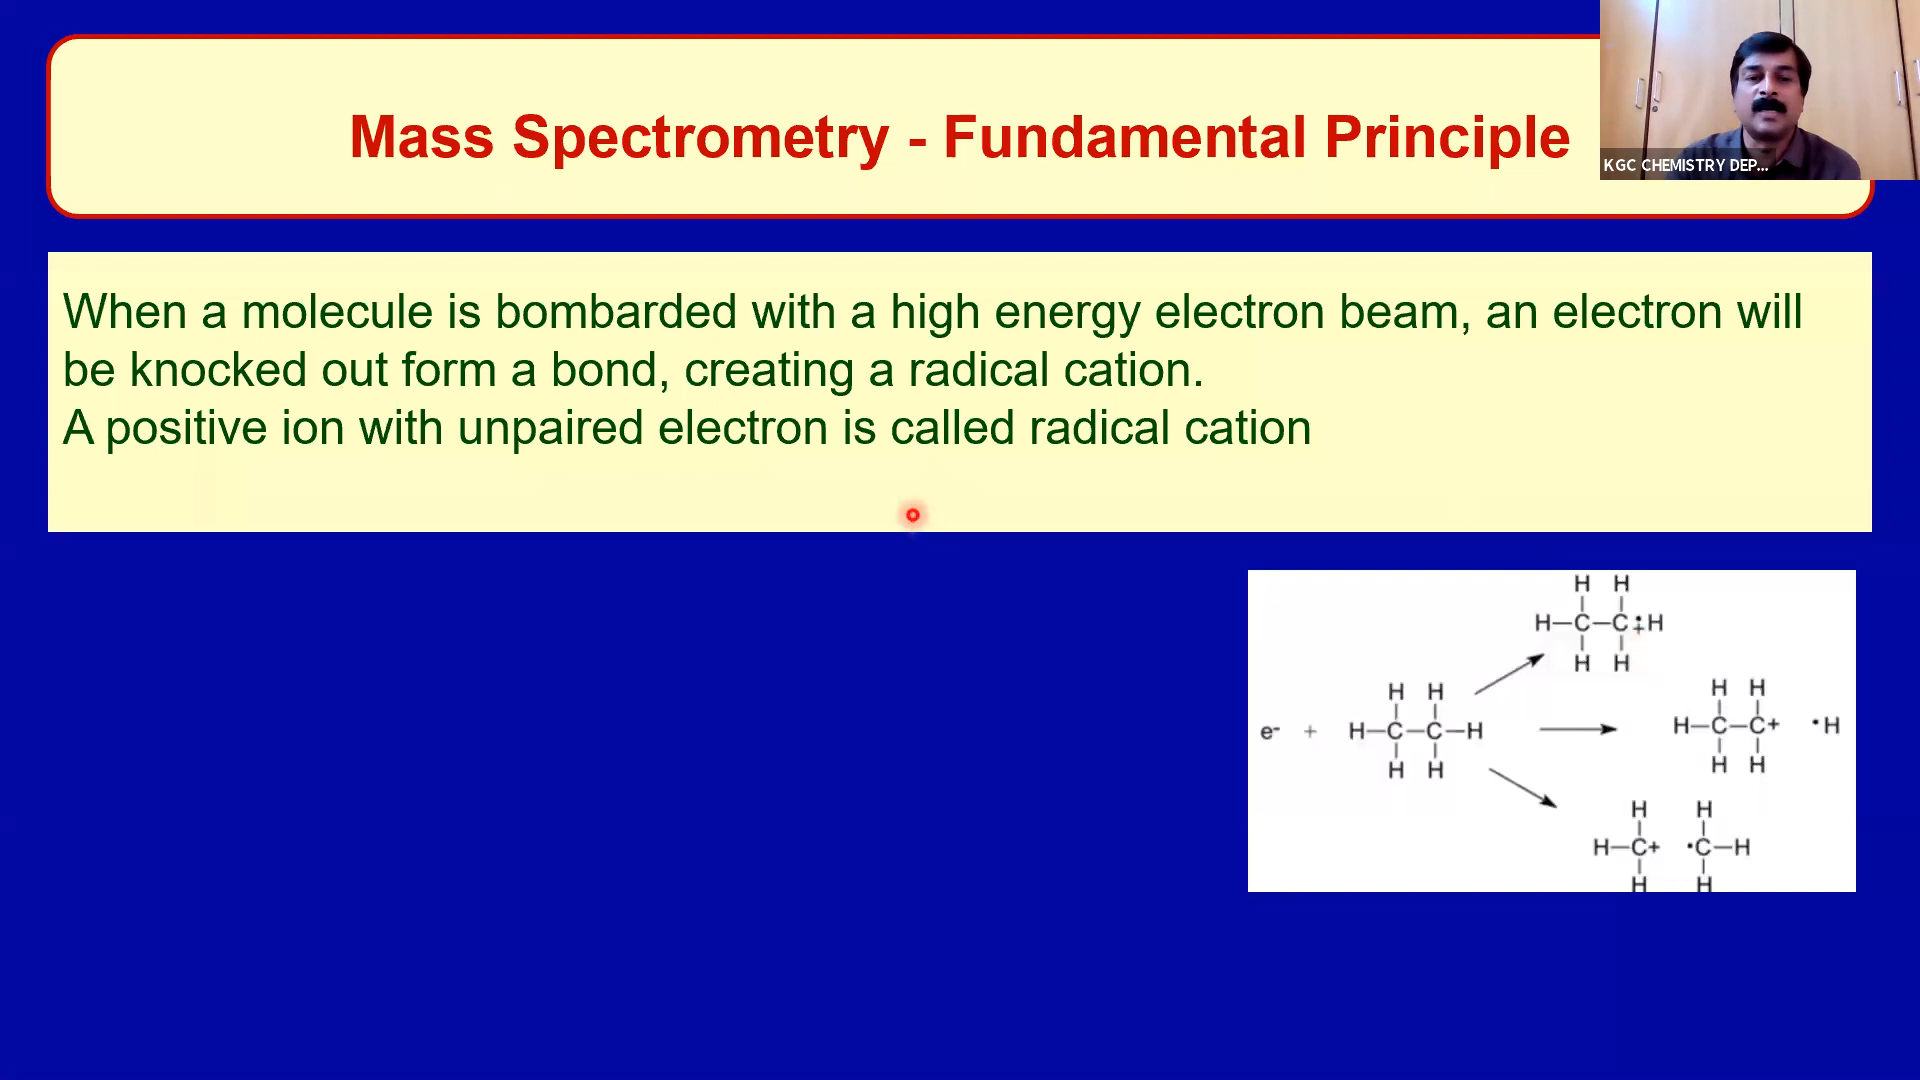 Mass Spectrometry - Fundamental Principle
KGC CHEMISTRY DEP...
When a molecule is bombarded with a high energy electron beam, an electron will
be knocked out form a bond, creating a radical cation.
A positive ion with unpaired electron is called radical cation
H H
H—C—C⁺•H
H H
H H
e- + H—C—C—H
H H
H H
H—C—C+ •H
H H
H H
H—C+ •C—H
H H